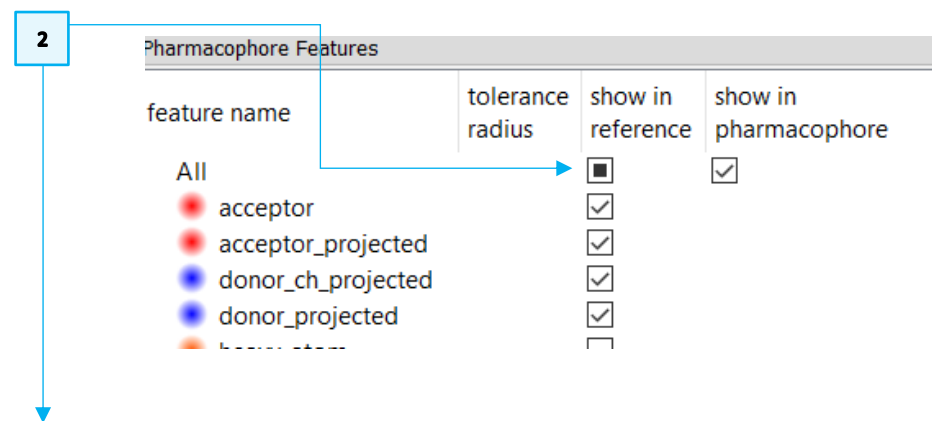 2
Pharmacophore Features
feature name
tolerance radius
show in reference
show in pharmacophore
All
acceptor
acceptor_projected
donor_ch_projected
donor_projected